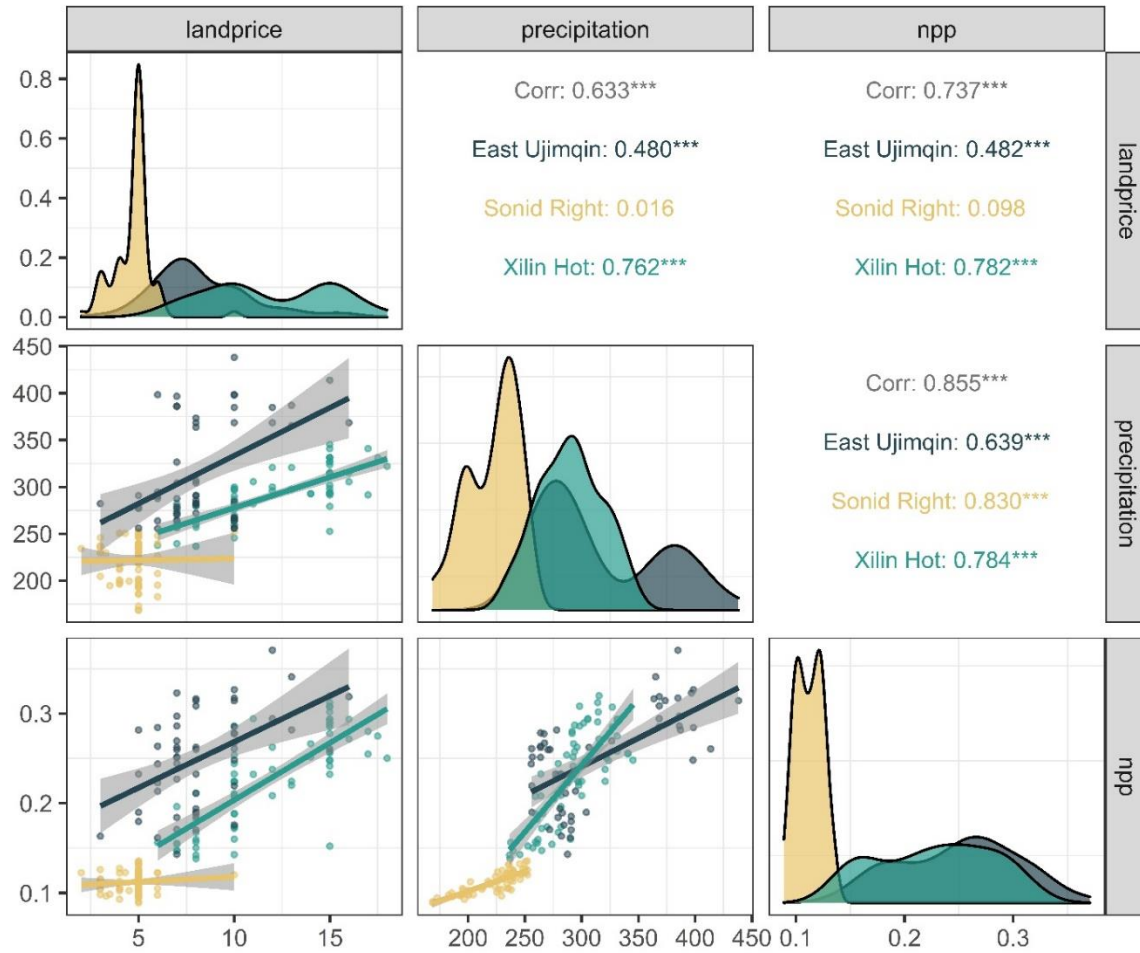 landprice
precipitation
npp
0.8
0.6
0.4
0.2
0.0
Corr: 0.633***
East Ujimqin: 0.480***
Sonid Right: 0.016
Xilin Hot: 0.762***
Corr: 0.737***
East Ujimqin: 0.482***
Sonid Right: 0.098
Xilin Hot: 0.782***
landprice
450
400
350
300
250
200
Corr: 0.855***
East Ujimqin: 0.639***
Sonid Right: 0.830***
Xilin Hot: 0.784***
precipitation
0.3
0.2
0.1
npp
5
10
15
200
250
300
350
400
450
0.1
0.2
0.3